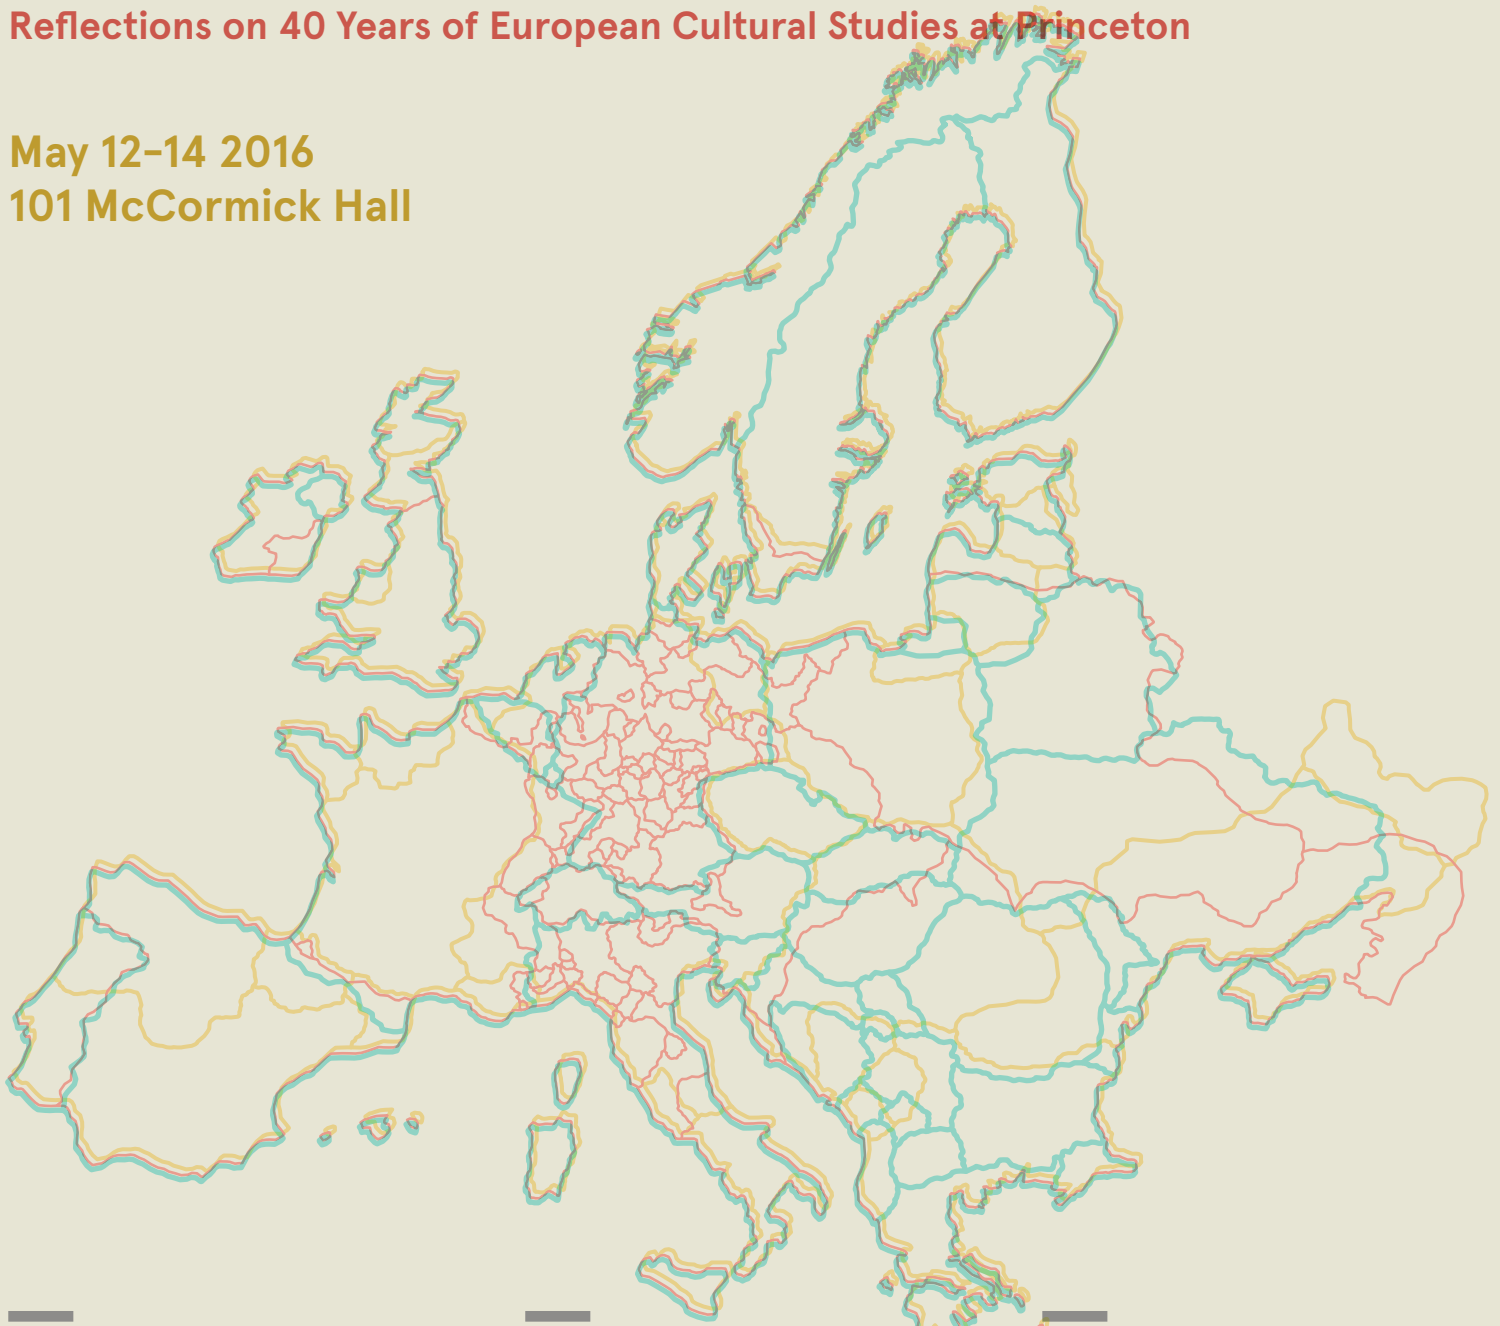 Reflections on 40 Years of European Cultural Studies at Princeton
May 12–14 2016
101 McCormick Hall